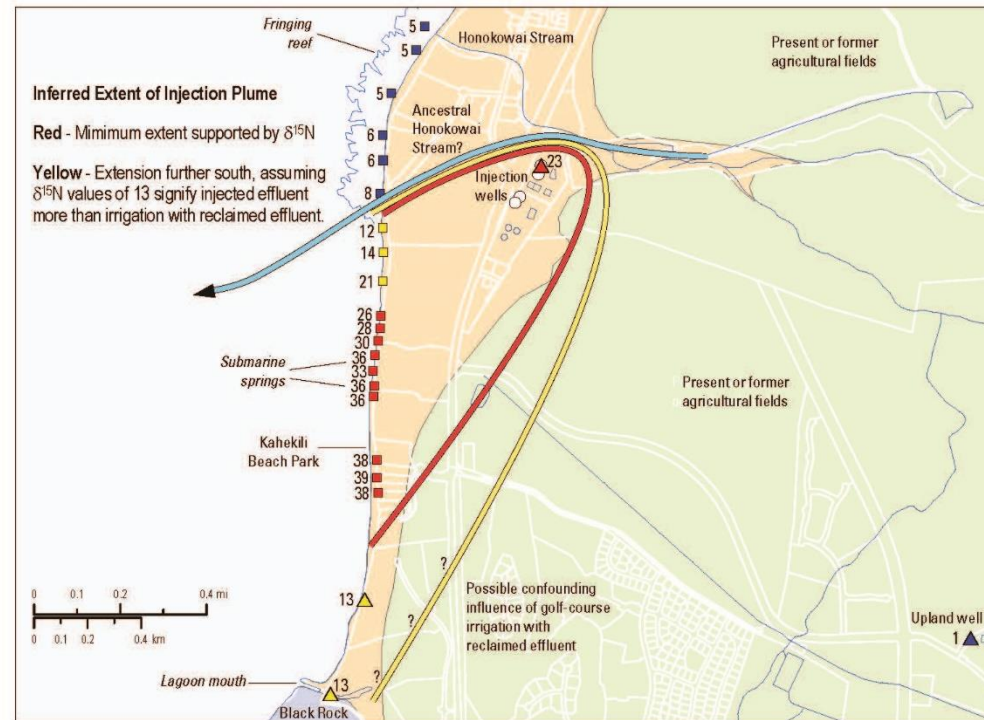 Fringing
reef
5
5
Honokowai Stream
Present or former
agricultural fields
5
Inferred Extent of Injection Plume
Red - Mimimum extent supported by δ15N
Yellow - Extension further south, assuming
δ15N values of 13 signify injected effluent
more than irrigation with reclaimed effluent.
Ancestral
Honokowai
Stream?
6
6
23
Injection
wells
8
12
14
21
26
28
30
36
33
36
36
Submarine
springs
Present or former
agricultural fields
Kahekili
Beach Park
38
39
38
?
?
?
0 0.2 0.4 mi
0 0.1 0.2 0.4 km
13
Possible confounding
influence of golf-course
irrigation with
reclaimed effluent
Upland well
1
Lagoon mouth
13
Black Rock